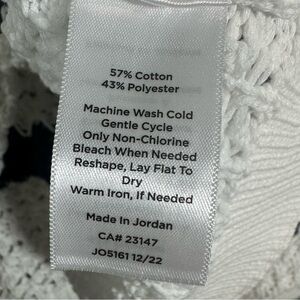 57% Cotton
43% Polyester
Machine Wash Cold
Gentle Cycle
Only Non-Chlorine
Bleach When Needed
Reshape, Lay Flat To
Dry
Warm Iron, If Needed
Made In Jordan
CA# 23147
JO5161 12/22